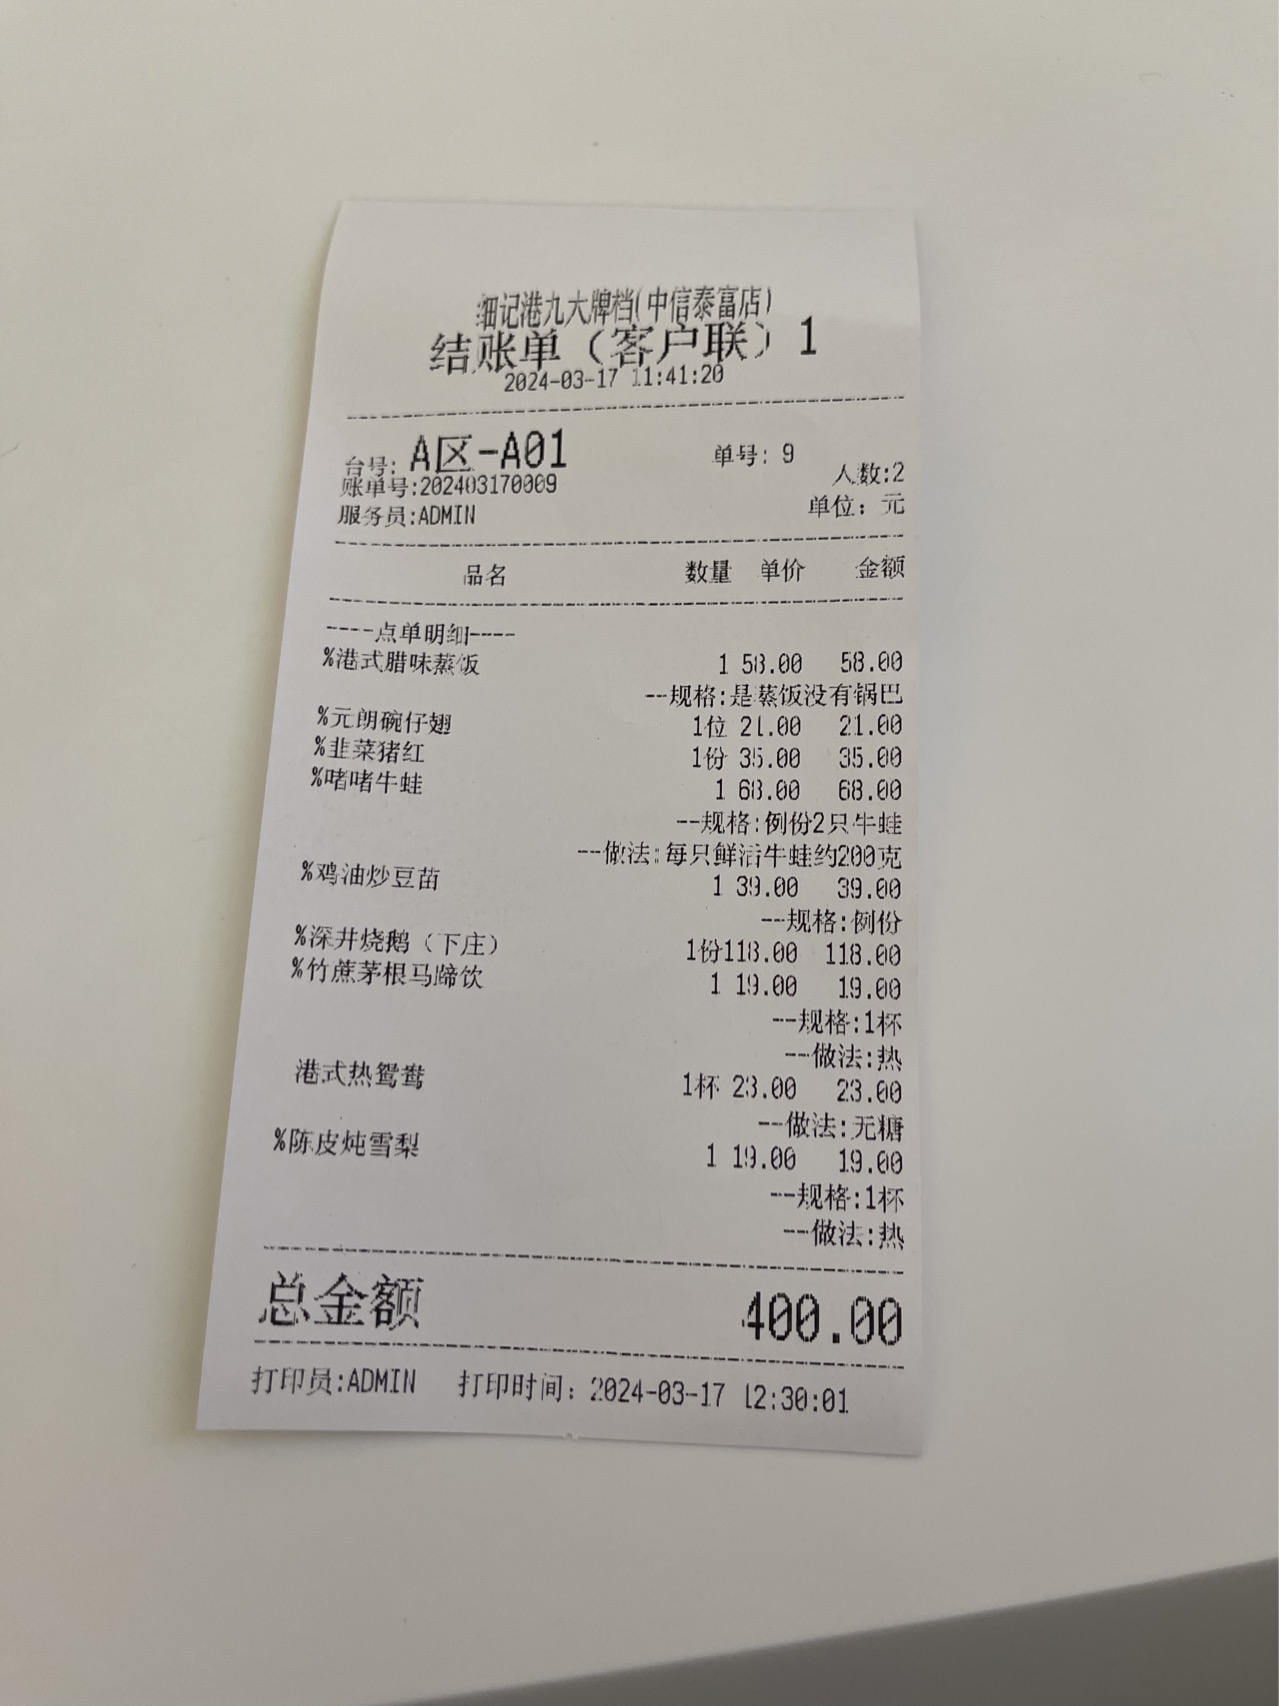 细记港九大牌档(中信泰富店)
结账单（客户联）1
2024-03-17 11:41:20
台号: A区-A01 单号: 9
人数:2
账单号:202403170009
服务员:ADMIN 单位: 元
品名 数量 单价 金额
----点单明细----
%港式腊味蒸饭 1 58.00 58.00
--规格:是蒸饭没有锅巴
%元朗碗仔翅 1位 21.00 21.00
%韭菜猪红 1份 35.00 35.00
%啫啫牛蛙 1 68.00 68.00
--规格:例份2只牛蛙
--做法:每只鲜活牛蛙约200克
%鸡油炒豆苗 1 39.00 39.00
--规格:例份
%深井烧鹅（下庄） 1份118.00 118.00
%竹蔗茅根马蹄饮 1 19.00 19.00
--规格:1杯
--做法:热
港式热鸳鸯 1杯 23.00 23.00
--做法:无糖
%陈皮炖雪梨 1 19.00 19.00
--规格:1杯
--做法:热
总金额 400.00
打印员:ADMIN 打印时间: 2024-03-17 12:30:01